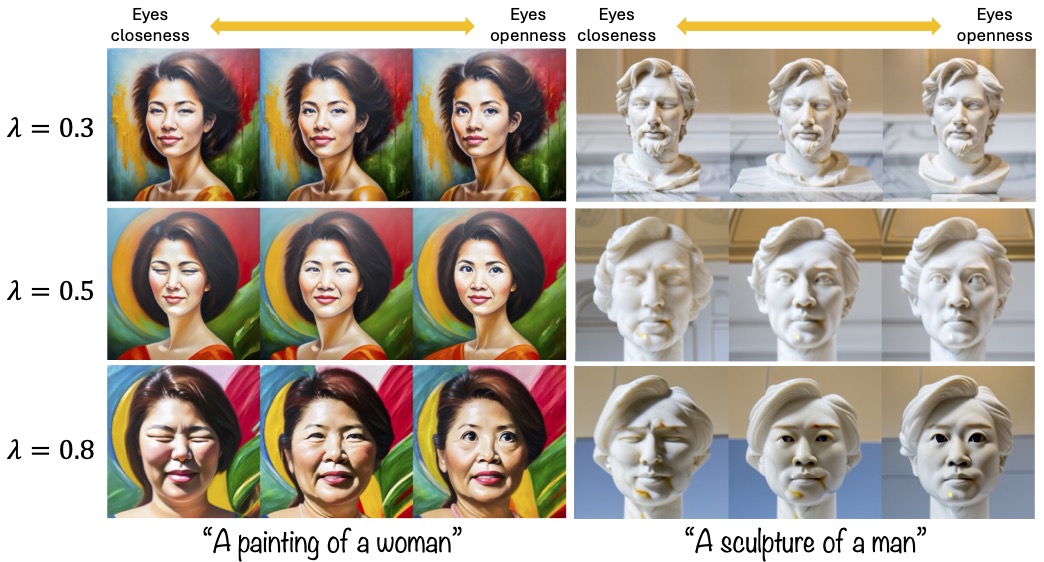 Eyes
closeness
Eyes
openness
Eyes
closeness
Eyes
openness
λ = 0.3
λ = 0.5
λ = 0.8
“A painting of a woman”
“A sculpture of a man”